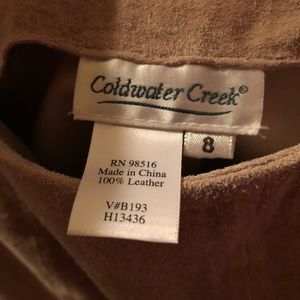 Coldwater Creek®
8
RN 98516
Made in China
100% Leather
V#B193
H13436